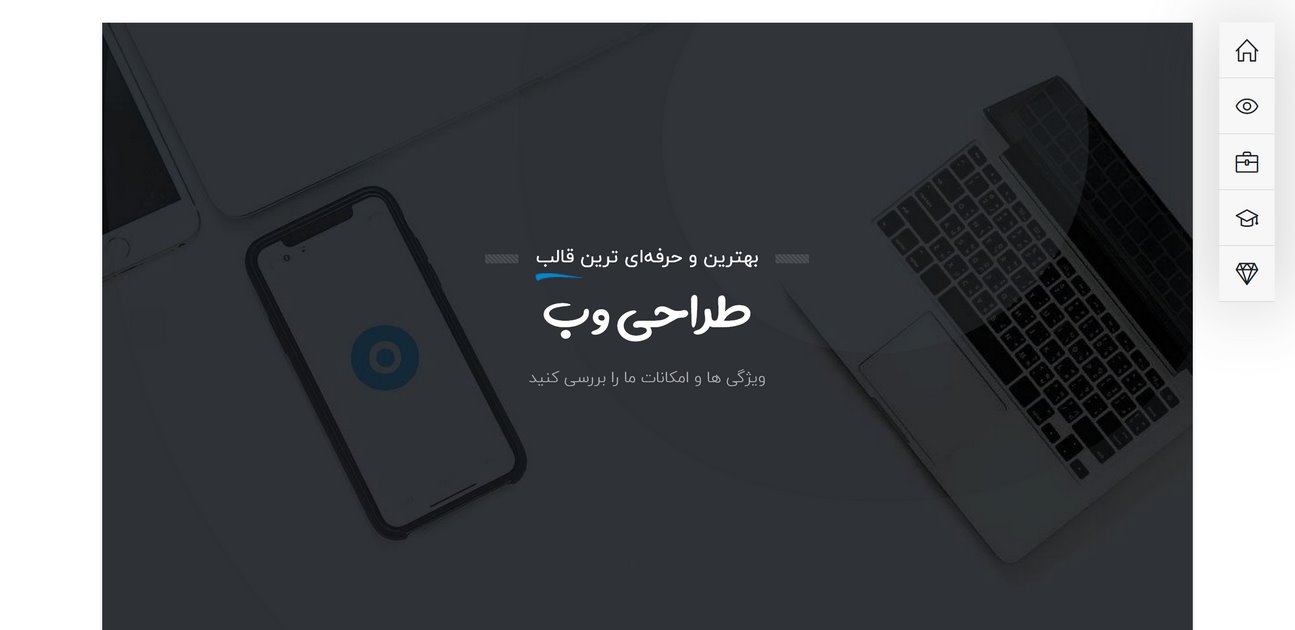 بهترین و حرفه‌ای ترین قالب
طراحی وب
ویژگی ها و امکانات ما را بررسی کنید